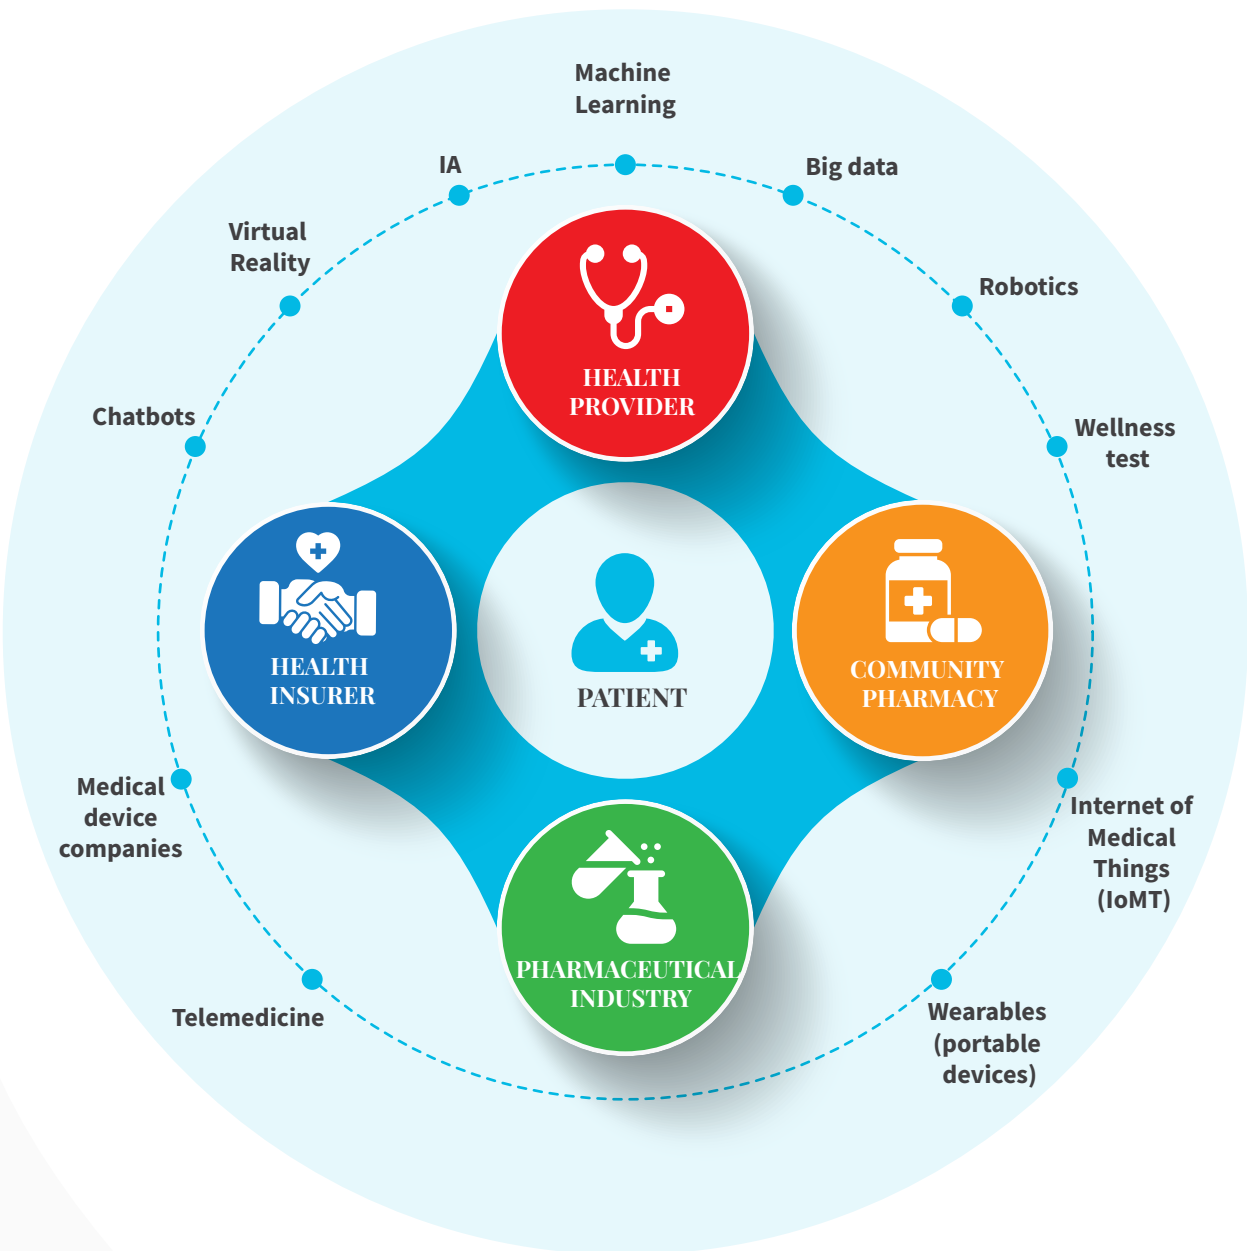 Machine
Learning
IA
Big data
Virtual
Reality
Robotics
HEALTH
PROVIDER
Chatbots
Wellness
test
HEALTH
INSURER
PATIENT
COMMUNITY
PHARMACY
Medical
device
companies
Internet of
Medical
Things
(IoMT)
PHARMACEUTICAL
INDUSTRY
Telemedicine
Wearables
(portable
devices)